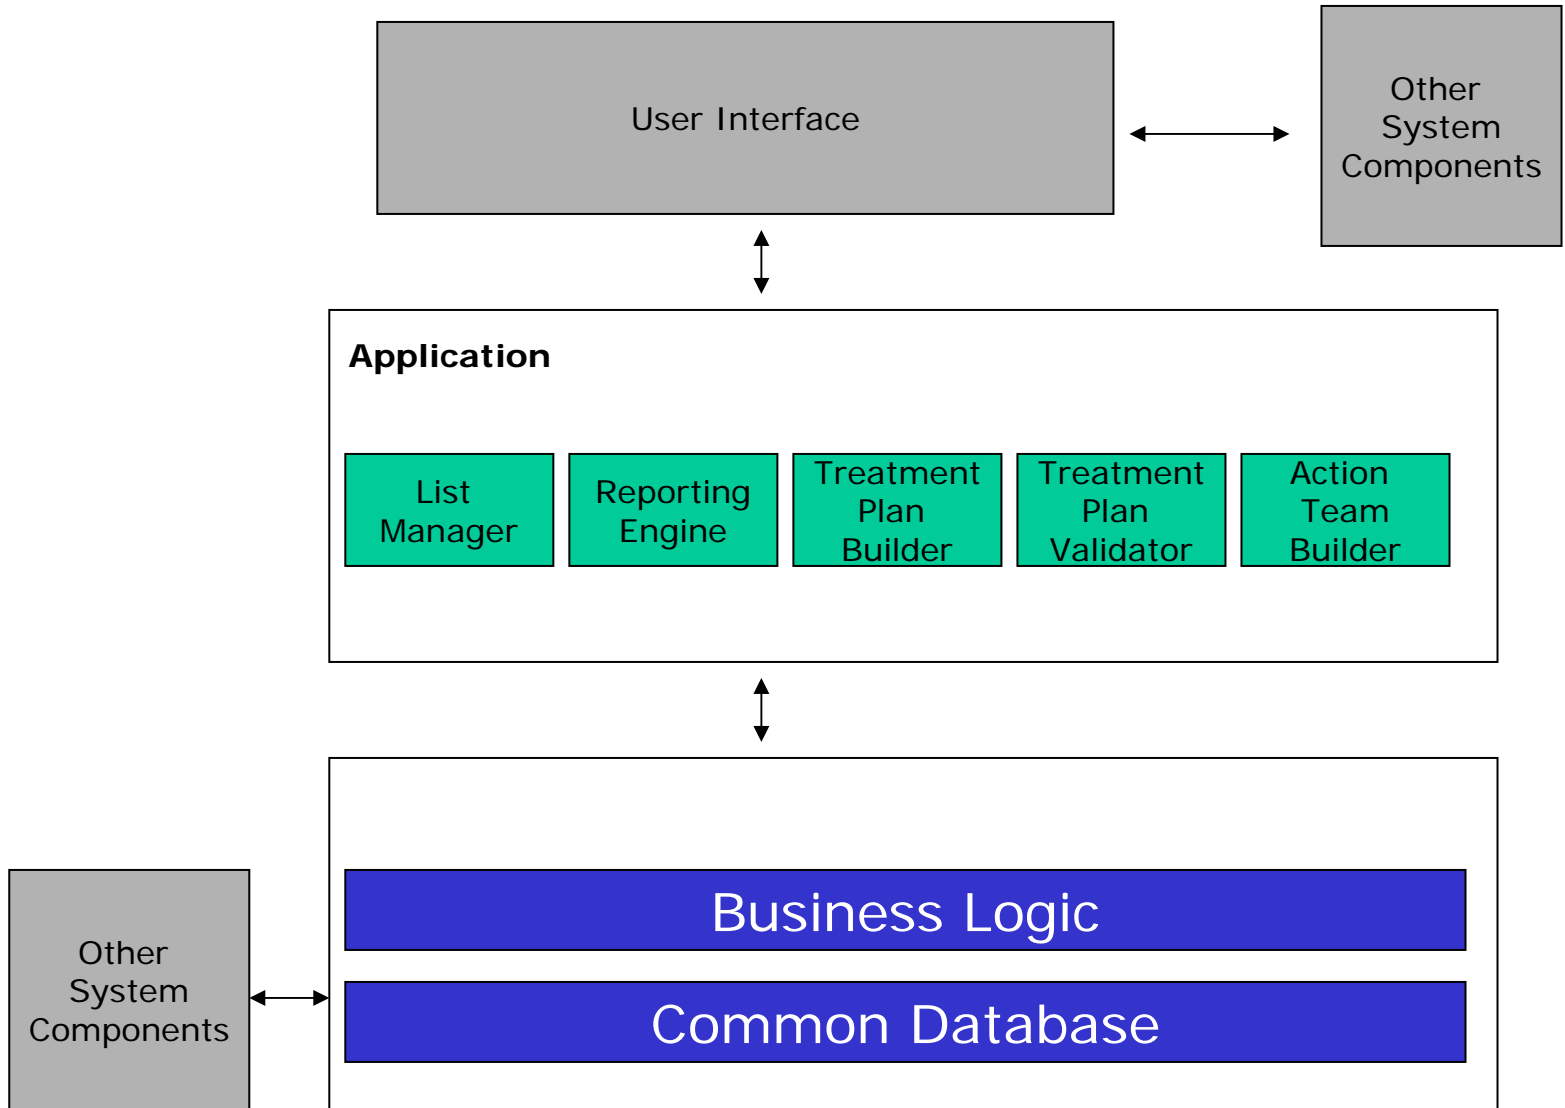 User Interface
Other
System
Components
Application
List
Manager
Reporting
Engine
Treatment
Plan
Builder
Treatment
Plan
Validator
Action
Team
Builder
Business Logic
Other
System
Components
Common Database